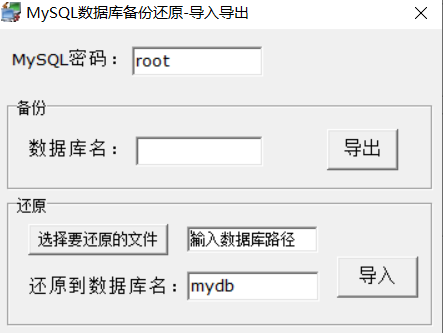 MySQL数据库备份还原-导入导出
MySQL密码： root
备份
数据库名： 导出
还原
选择要还原的文件 输入数据库路径
还原到数据库名： mydb 导入